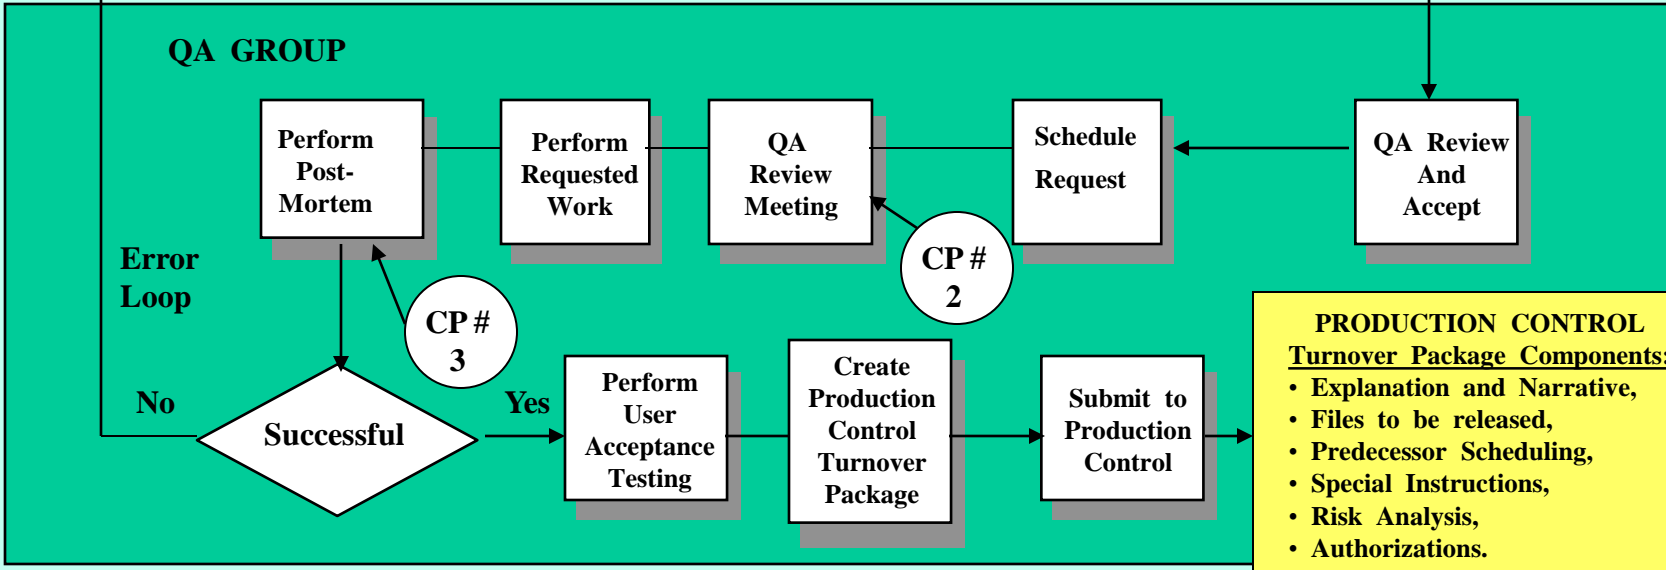 QA GROUP
Perform
Post-
Mortem
Perform
Requested
Work
QA
Review
Meeting
Schedule
Request
QA Review
And
Accept
Error
Loop
CP #
3
CP #
2
No
Successful
Yes
Perform
User
Acceptance
Testing
Create
Production
Control
Turnover
Package
Submit to
Production
Control
PRODUCTION CONTROL
Turnover Package Components:
• Explanation and Narrative,
• Files to be released,
• Predecessor Scheduling,
• Special Instructions,
• Risk Analysis,
• Authorizations.